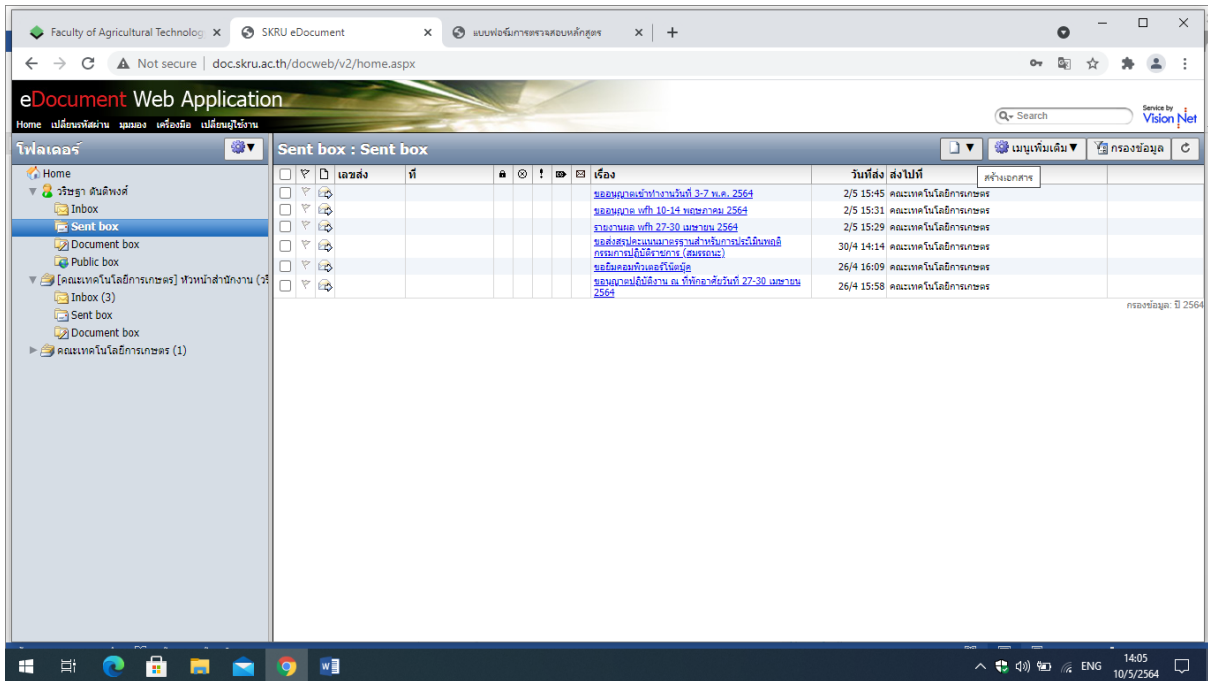 Faculty of Agricultural Technolog
SKRU eDocument
แบบฟอร์มการตรวจสอบหลักสูตร
Not secure
doc.skru.ac.th/docweb/v2/home.aspx
eDocument Web Application
Home เปลี่ยนรหัสผ่าน มุมมอง เครื่องมือ เปลี่ยนผู้ใช้งาน
Search
Service by
Vision Net
โฟลเดอร์
Sent box : Sent box
เมนูเพิ่มเติม
กรองข้อมูล
สร้างเอกสาร
Home
วริษฐา ตันติพงศ์
Inbox
Sent box
Document box
Public box
[คณะเทคโนโลยีการเกษตร] หัวหน้าสำนักงาน (วริ
Inbox (3)
Sent box
Document box
คณะเทคโนโลยีการเกษตร (1)
เลขส่ง ที่ เรื่อง วันที่ส่ง ส่งไปที่
ขออนุญาตเข้าทำงานวันที่ 3-7 พ.ค. 2564 2/5 15:45 คณะเทคโนโลยีการเกษตร
ขออนุญาต wfh 10-14 พฤษภาคม 2564 2/5 15:31 คณะเทคโนโลยีการเกษตร
รายงานผล wfh 27-30 เมษายน 2564 2/5 15:29 คณะเทคโนโลยีการเกษตร
ขอส่งสรุปคะแนนมาตรฐานสำหรับการประเมินพฤติ
กรรมการปฏิบัติราชการ (สมรรถนะ) 30/4 14:14 คณะเทคโนโลยีการเกษตร
ขอยืมคอมพิวเตอร์โน้ตบุ้ค 26/4 16:09 คณะเทคโนโลยีการเกษตร
ขอนุญาตปฏิบัติงาน ณ ที่พักอาศัยวันที่ 27-30 เมษายน
2564 26/4 15:58 คณะเทคโนโลยีการเกษตร
กรองข้อมูล: ปี 2564
ENG
14:05
10/5/2564